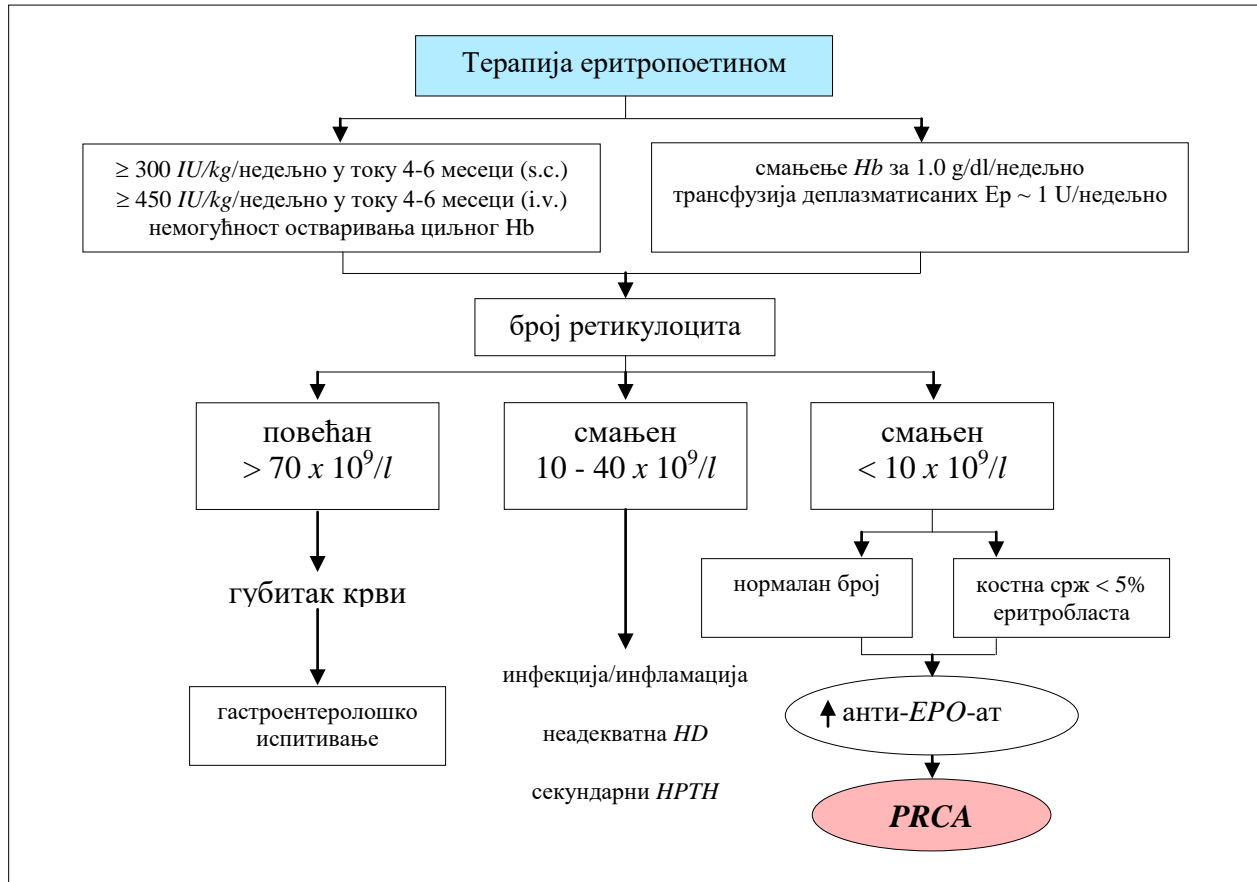 Терапија еритропоетином
≥ 300 IU/kg/недељно у току 4-6 месеци (s.c.)
≥ 450 IU/kg/недељно у току 4-6 месеци (i.v.)
немогућност остваривања циљног Hb
смањење Hb за 1.0 g/dl/недељно
трансфузија деплазматисаних Ер ~ 1 U/недељно
број ретикулоцита
повећан
> 70 x 10⁹/l
смањен
10 - 40 x 10⁹/l
смањен
< 10 x 10⁹/l
губитак крви
нормалан број
костна срж < 5%
еритробласта
гастроентеролошко
испитивање
инфекција/инфламација
неадекватна HD
секундарни HPTH
↑ анти-EPO-ат
PRCA